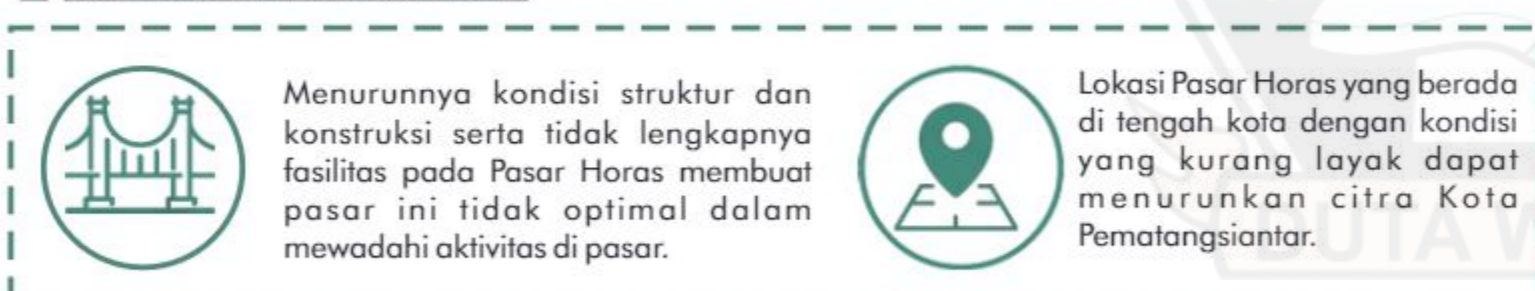 Menurunnya kondisi struktur dan
konstruksi serta tidak lengkapnya
fasilitas pada Pasar Horas membuat
pasar ini tidak optimal dalam
mewadahi aktivitas di pasar.
Lokasi Pasar Horas yang berada
di tengah kota dengan kondisi
yang kurang layak dapat
menurunkan citra Kota
Pematangsiantar.
DUTA W